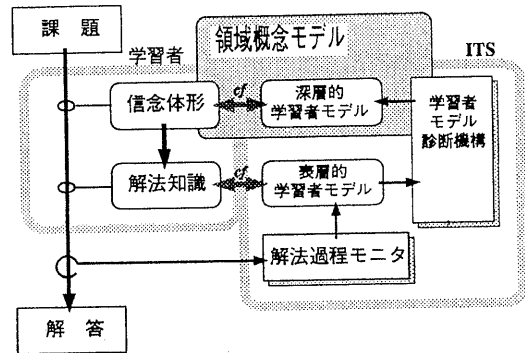 課 題
領域概念モデル
学習者
ITS
信念体形
cf
深層的
学習者モデル
学習者
モデル
診断機構
解法知識
cf
表層的
学習者モデル
解法過程モニタ
解 答